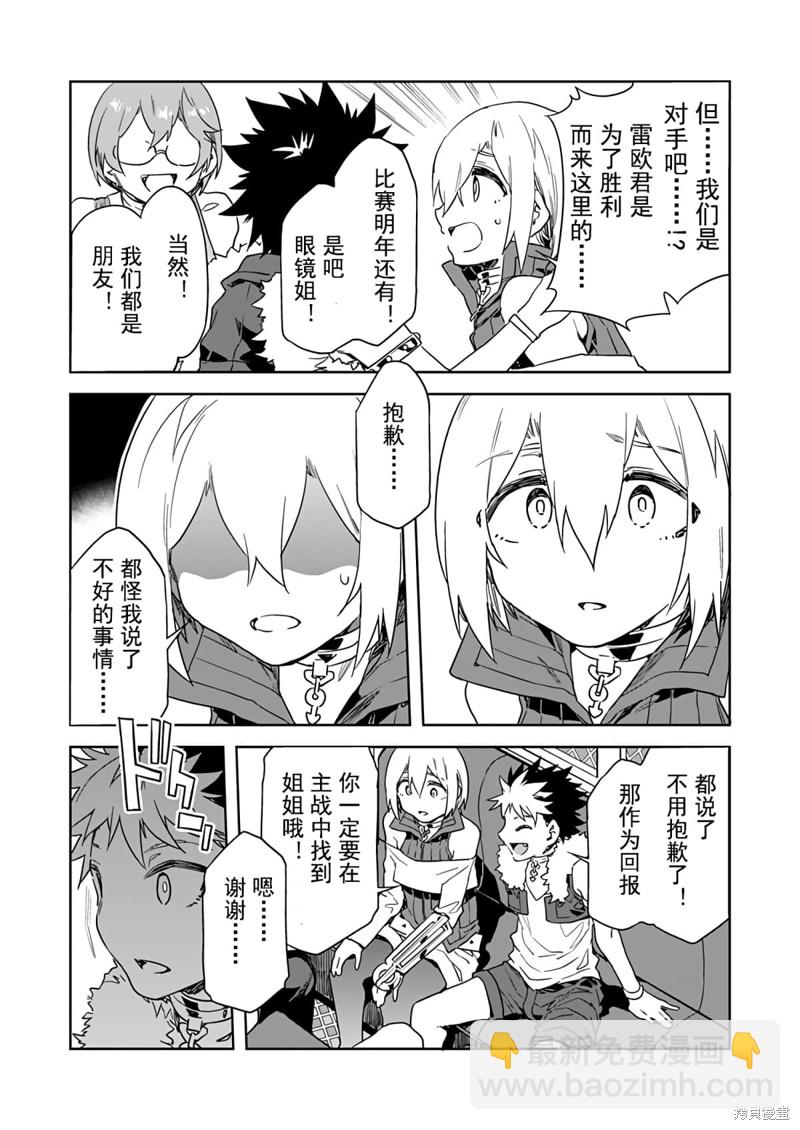 但……我们是
对手吧……!?
雷欧君是
为了胜利
而来这里的……
比赛明年还有！
是吧
眼镜姐！
当然！
我们都是
朋友！
抱歉……
都怪我说了
不好的事情……
都说了
不用抱歉了！
那作为回报
你一定要在
主战中找到
姐姐哦！
嗯……
谢谢……
ドクン
👇最新免费漫画👇
www.baozimh.com
拷贝漫畫